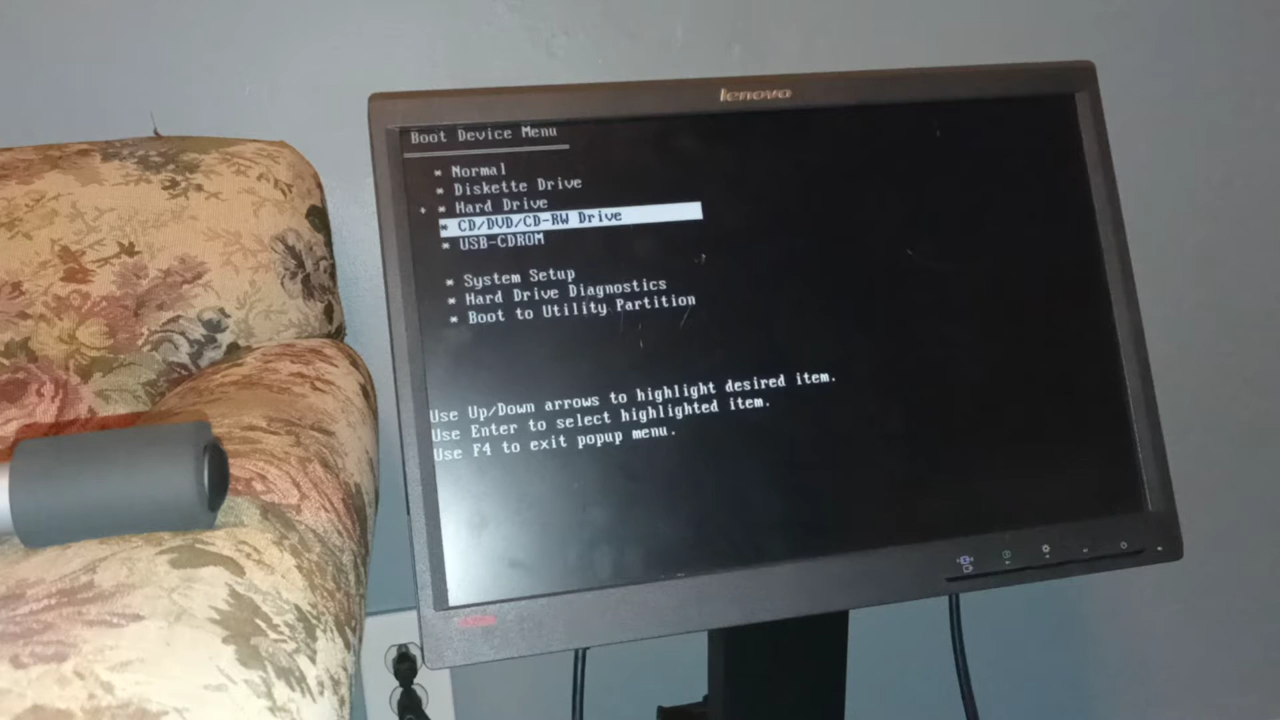 lenovo
Boot Device Menu
* Normal
* Diskette Drive
+ * Hard Drive
* CD/DVD/CD-RW Drive
* USB-CDROM
* System Setup
* Hard Drive Diagnostics
* Boot to Utility Partition
Use Up/Down arrows to highlight desired item.
Use Enter to select highlighted item.
Use F4 to exit popup menu.